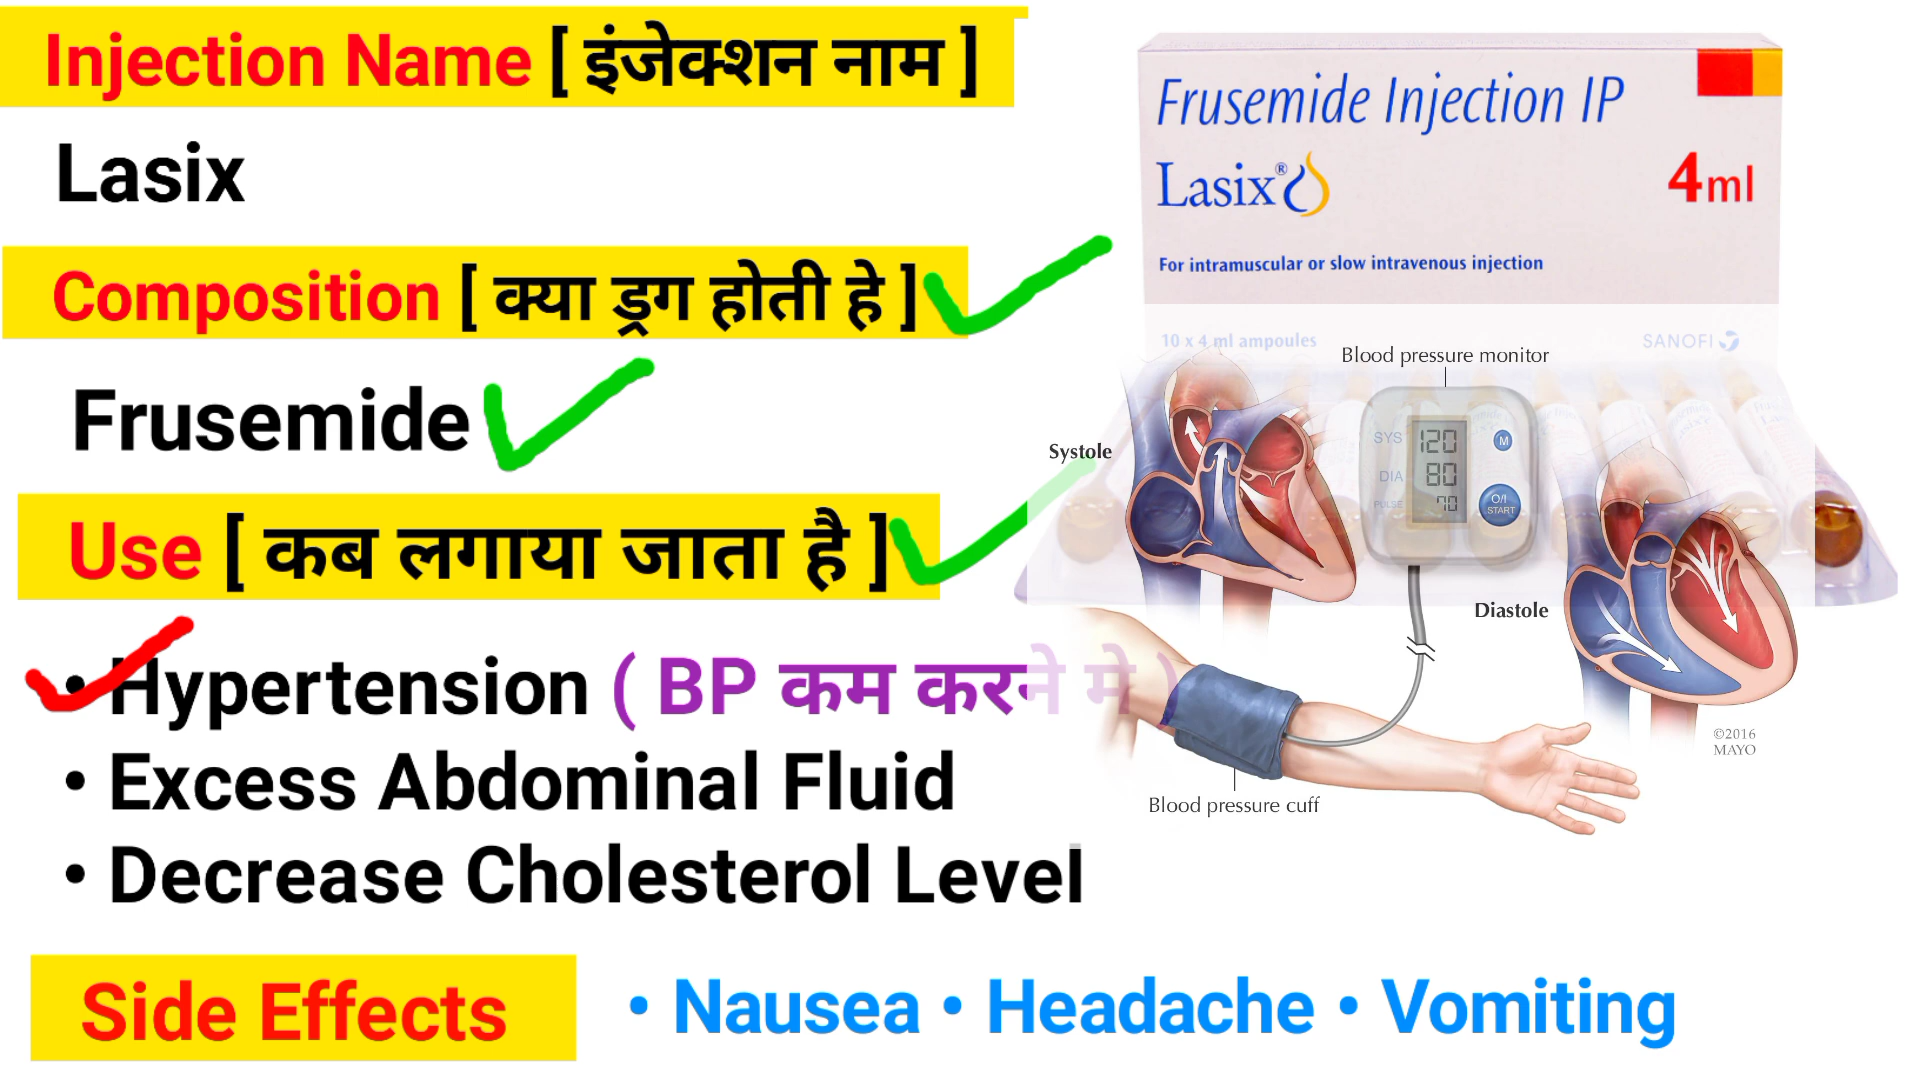 Injection Name [ इंजेक्शन नाम ]
Lasix
Composition [ क्या ड्रग होती हे ]
Frusemide
Use [ कब लगाया जाता है ]
• Hypertension ( BP कम करने मे )
• Excess Abdominal Fluid
• Decrease Cholesterol Level
Side Effects
• Nausea • Headache • Vomiting
Frusemide Injection IP
Lasix®
4ml
For intramuscular or slow intravenous injection
10 x 4 ml ampoules
SANOFI
Blood pressure monitor
Systole
SYS 120
M
DIA 80
PULSE 70
O/I
START
Diastole
©2016
MAYO
Blood pressure cuff